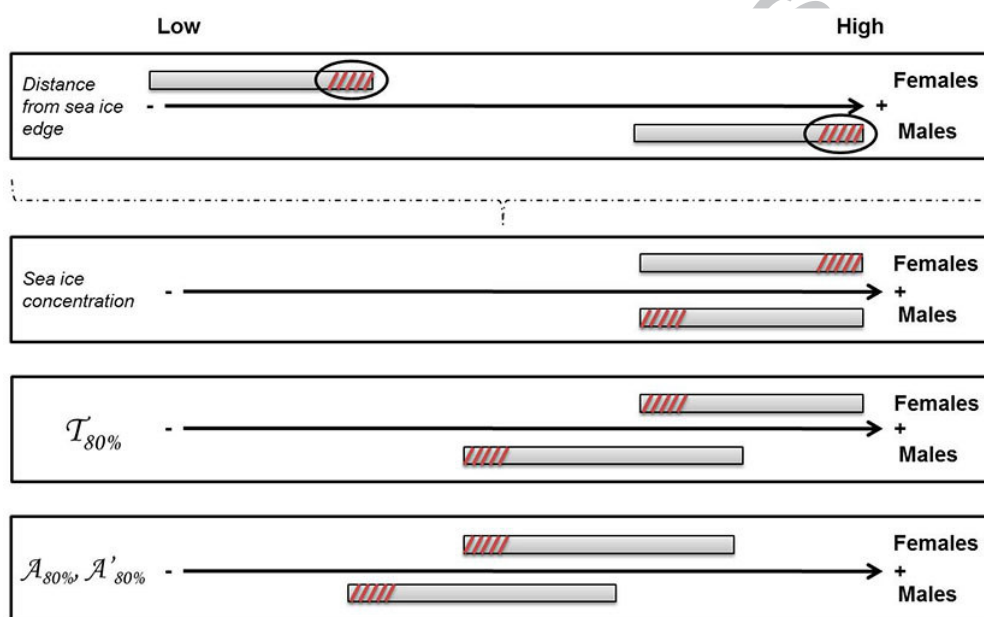 Low High
Distance
from sea ice
edge
Females
- +
Males
Sea ice
concentration
Females
- +
Males
T80%
Females
- +
Males
A80%, A'80%
Females
- +
Males